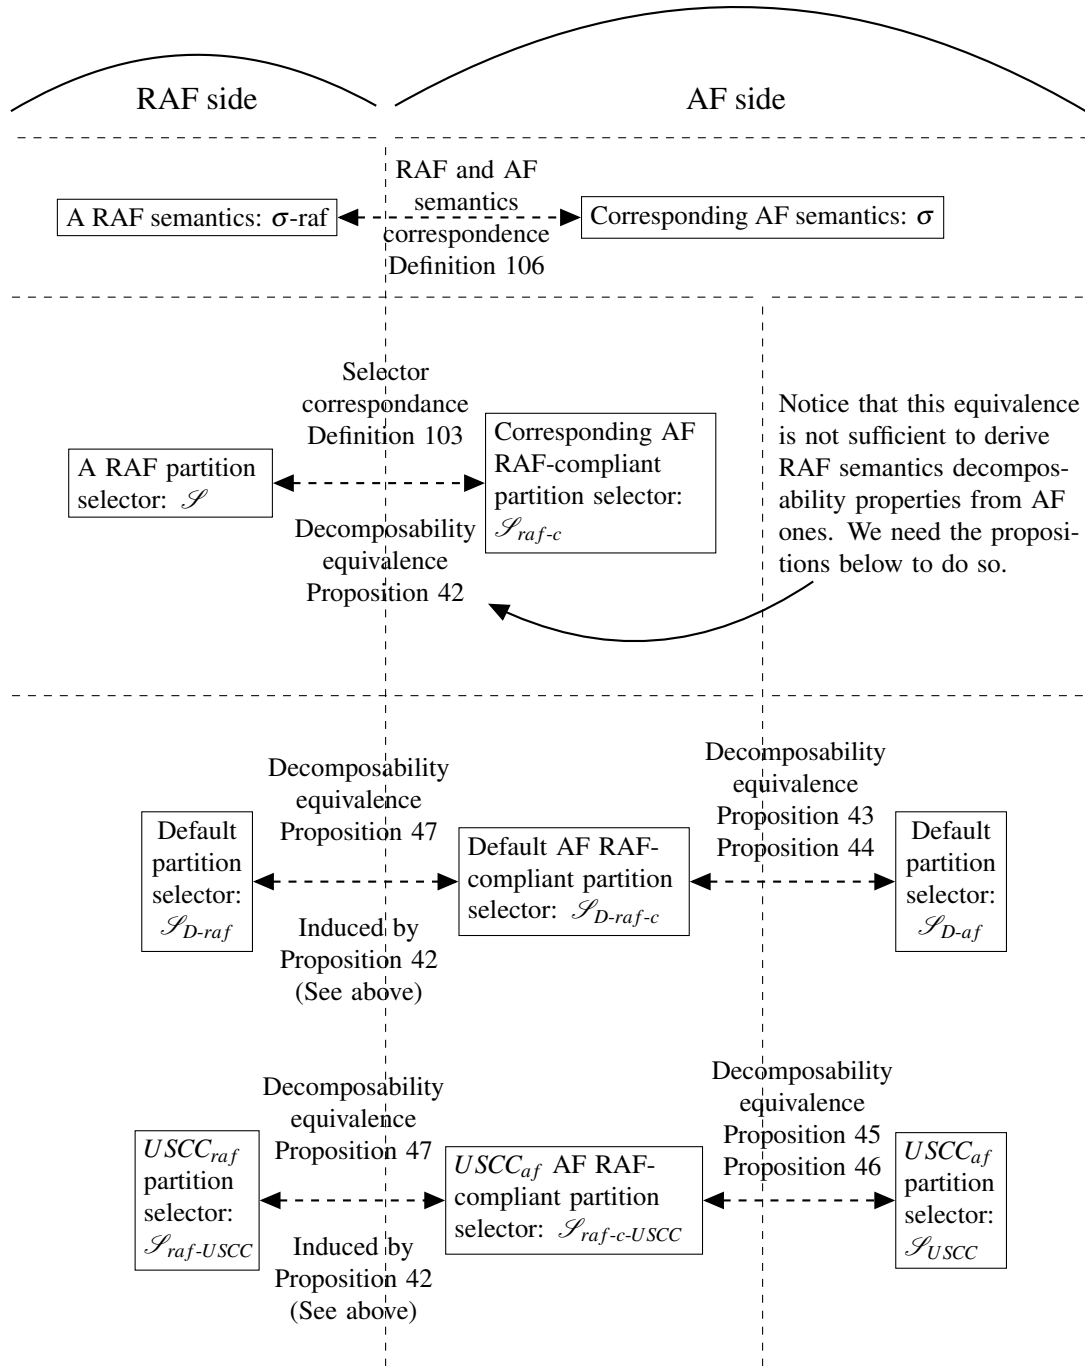 RAF side
AF side
RAF and AF
semantics
correspondence
Definition 106
A RAF semantics: σ-raf
Corresponding AF semantics: σ
Selector
correspondance
Definition 103
A RAF partition
selector: 𝒮
Decomposability
equivalence
Proposition 42
Corresponding AF
RAF-compliant
partition selector:
𝒮raf-c
Notice that this equivalence
is not sufficient to derive
RAF semantics decompos-
ability properties from AF
ones. We need the proposi-
tions below to do so.
Decomposability
equivalence
Proposition 47
Decomposability
equivalence
Proposition 43
Proposition 44
Default
partition
selector:
𝒮D-raf
Default AF RAF-
compliant partition
selector: 𝒮D-raf-c
Default
partition
selector:
𝒮D-af
Induced by
Proposition 42
(See above)
Decomposability
equivalence
Proposition 47
Decomposability
equivalence
Proposition 45
Proposition 46
USCCraf
partition
selector:
𝒮raf-USCC
USCCaf AF RAF-
compliant partition
selector: 𝒮raf-c-USCC
USCCaf
partition
selector:
𝒮USCC
Induced by
Proposition 42
(See above)